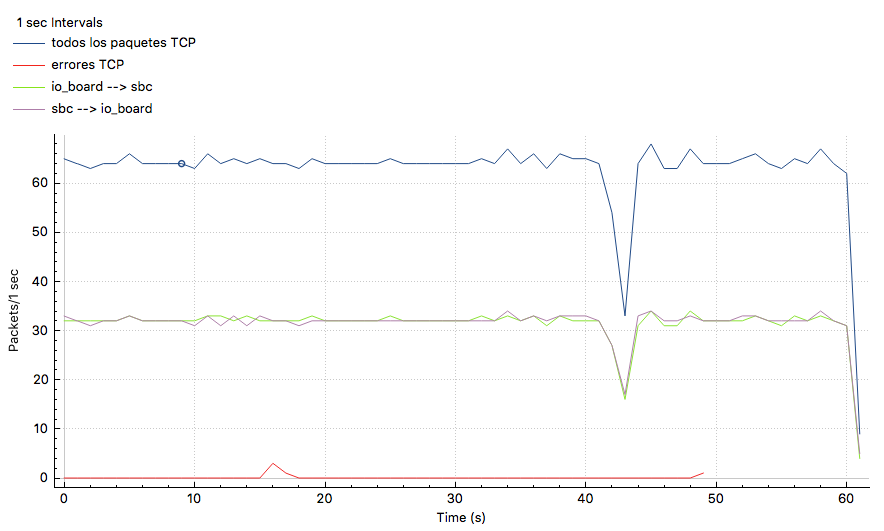 1 sec Intervals
todos los paquetes TCP
errores TCP
io_board --> sbc
sbc --> io_board
60
50
40
30
20
10
0
Packets/1 sec
0 10 20 30 40 50 60
Time (s)